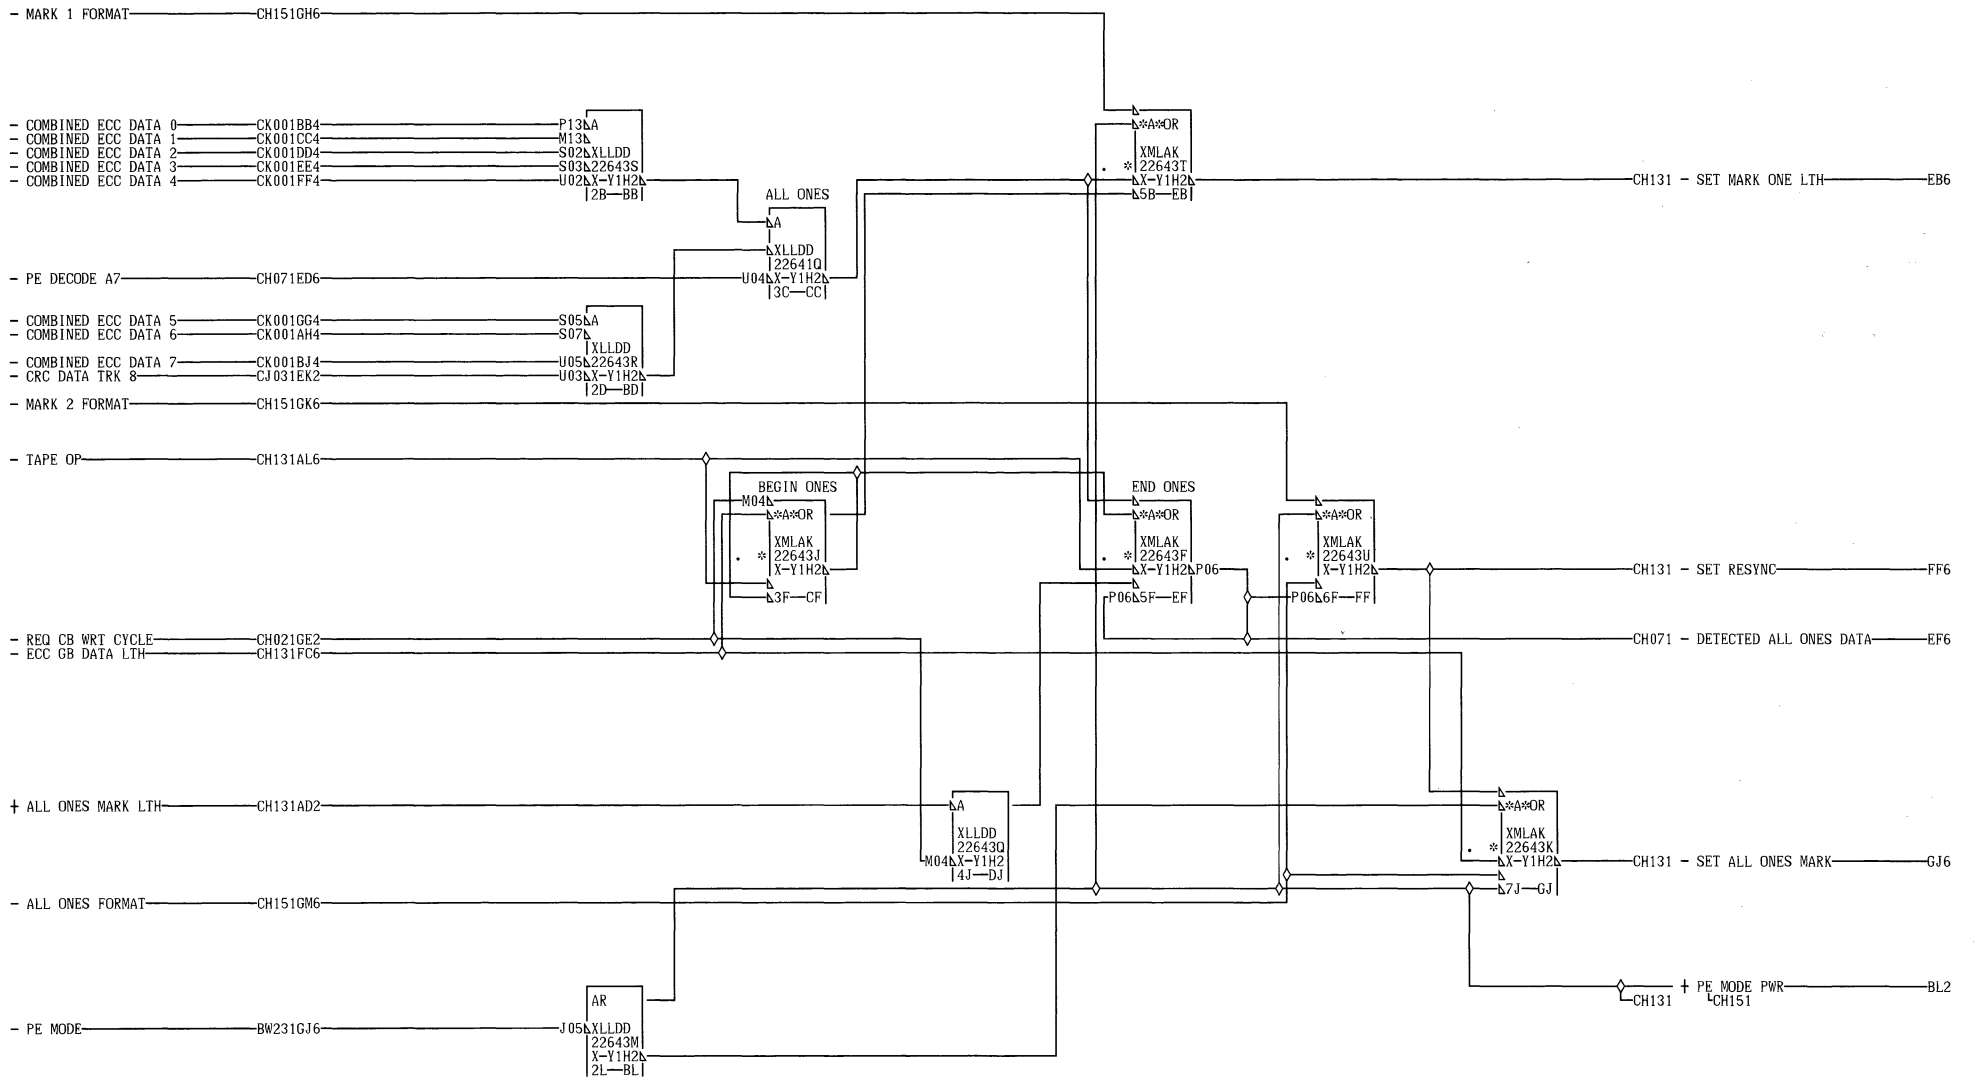 - MARK 1 FORMAT CH151GH6
- COMBINED ECC DATA 0 CK001BB4 P13 A
- COMBINED ECC DATA 1 CK001CC4 M13
- COMBINED ECC DATA 2 CK001DD4 S02 XLLDD
- COMBINED ECC DATA 3 CK001EE4 S03 22643S
- COMBINED ECC DATA 4 CK001FF4 U02 X-Y1H2
2B-BB
*A*OR
XMLAK
. * 22643T
X-Y1H2 CH131 - SET MARK ONE LTH EB6
5B-EB
ALL ONES
A
XLLDD
22641Q
- PE DECODE A7 CH071ED6 U04 X-Y1H2
3C-CC
- COMBINED ECC DATA 5 CK001GG4 S05 A
- COMBINED ECC DATA 6 CK001AH4 S07
XLLDD
- COMBINED ECC DATA 7 CK001BJ4 U05 22643R
- CRC DATA TRK 8 CJ031EK2 U03 X-Y1H2
2D-BD
- MARK 2 FORMAT CH151GK6
- TAPE OP CH131AL6
BEGIN ONES
M04
*A*OR
XMLAK
. * 22643J
X-Y1H2
3F-CF
END ONES
*A*OR
XMLAK
. * 22643F
X-Y1H2 P06
P06 5F-EF
*A*OR
XMLAK
. * 22643U
X-Y1H2 CH131 - SET RESYNC FF6
P06 6F-FF
- REQ CB WRT CYCLE CH021GE2
CH071 - DETECTED ALL ONES DATA EF6
- ECC GB DATA LTH CH131FC6
+ ALL ONES MARK LTH CH131AD2 A
XLLDD
22643Q
M04 X-Y1H2
4J-DJ
*A*OR
XMLAK
. * 22643K
X-Y1H2 CH131 - SET ALL ONES MARK GJ6
7J-GJ
- ALL ONES FORMAT CH151GM6
+ PE MODE PWR BL2
CH131 CH151
AR
- PE MODE BW231GJ6 J05 XLLDD
22643M
X-Y1H2
2L-BL